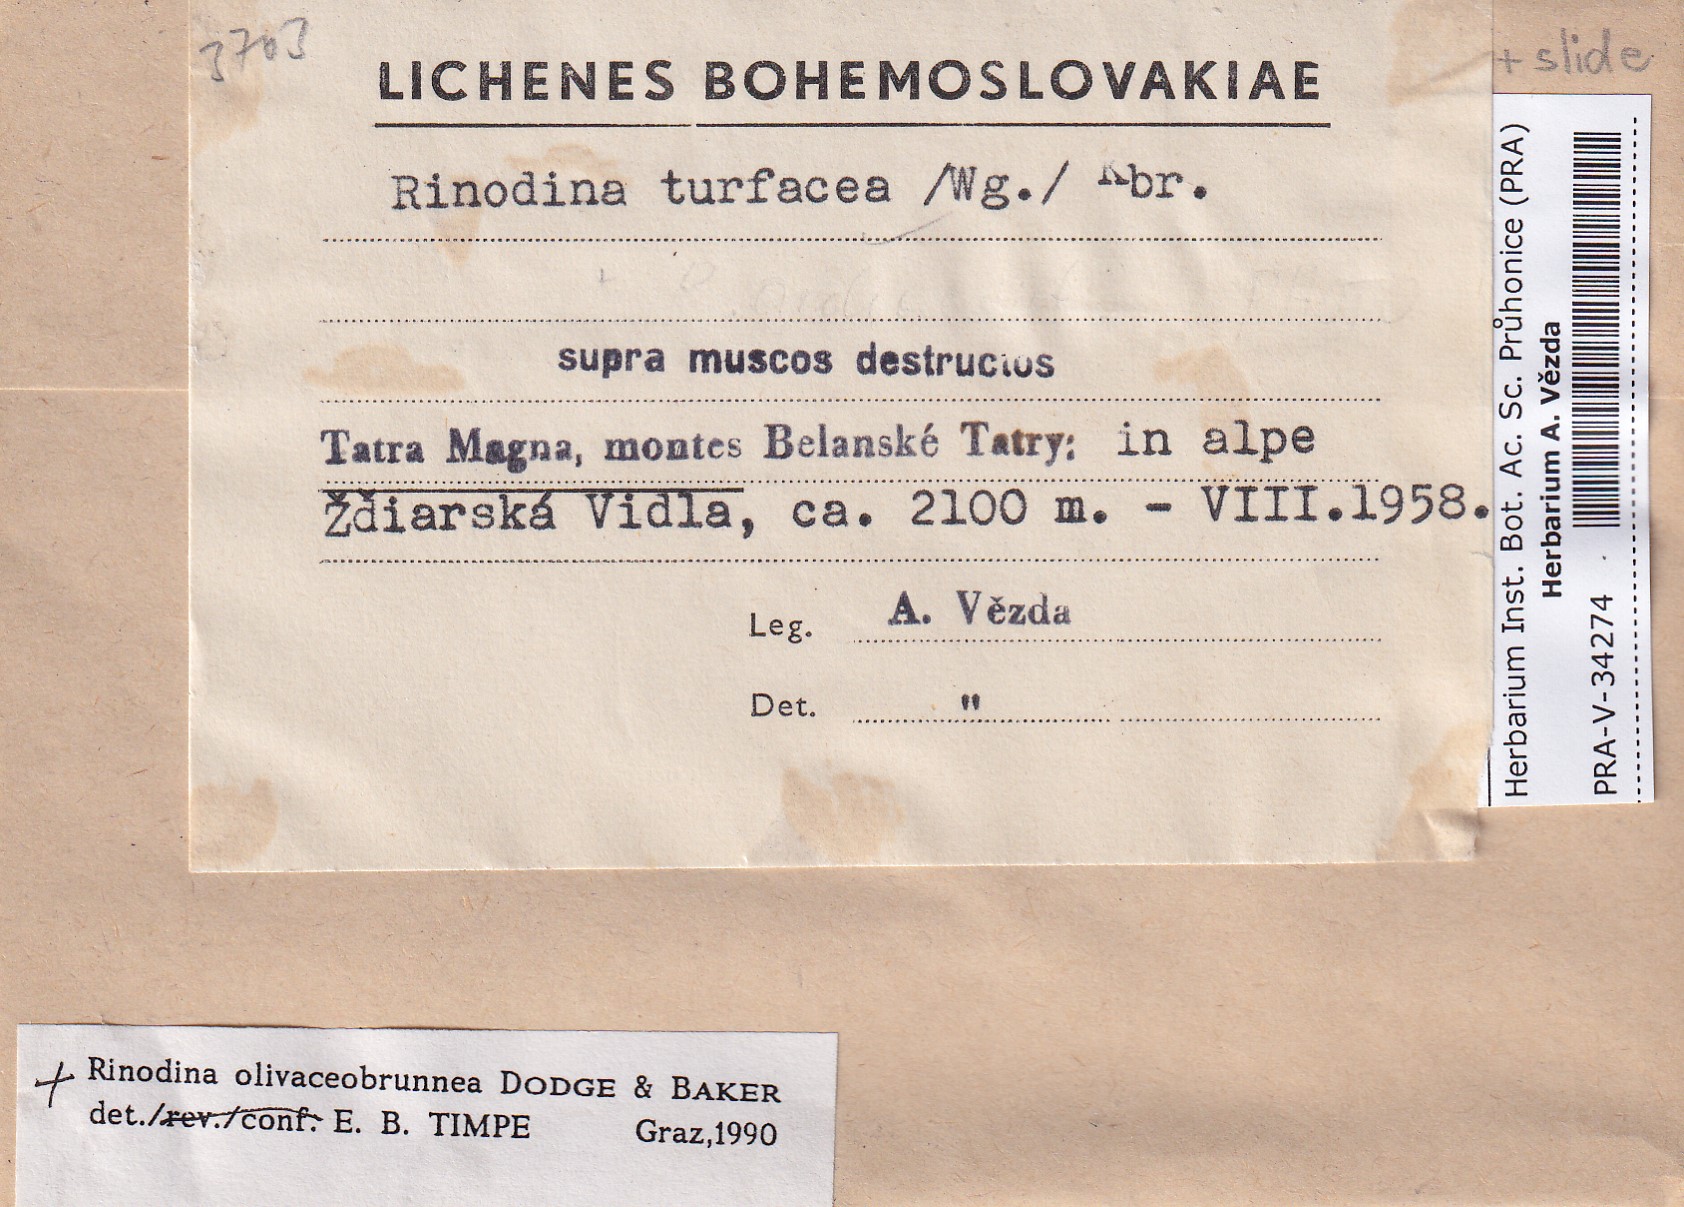 3703
+ slide
LICHENES BOHEMOSLOVAKIAE
Rinodina turfacea /Wg./ Kbr.
supra muscos destructos
Tatra Magna, montes Belanské Tatry: in alpe
Ždiarská Vidla, ca. 2100 m. - VIII.1958.
Leg. A. Vězda
Det. "
Herbarium Inst. Bot. Ac. Sc. Průhonice (PRA)
Herbarium A. Vězda
PRA-V-34274
+ Rinodina olivaceobrunnea DODGE & BAKER
det./rev./conf. E. B. TIMPE Graz,1990